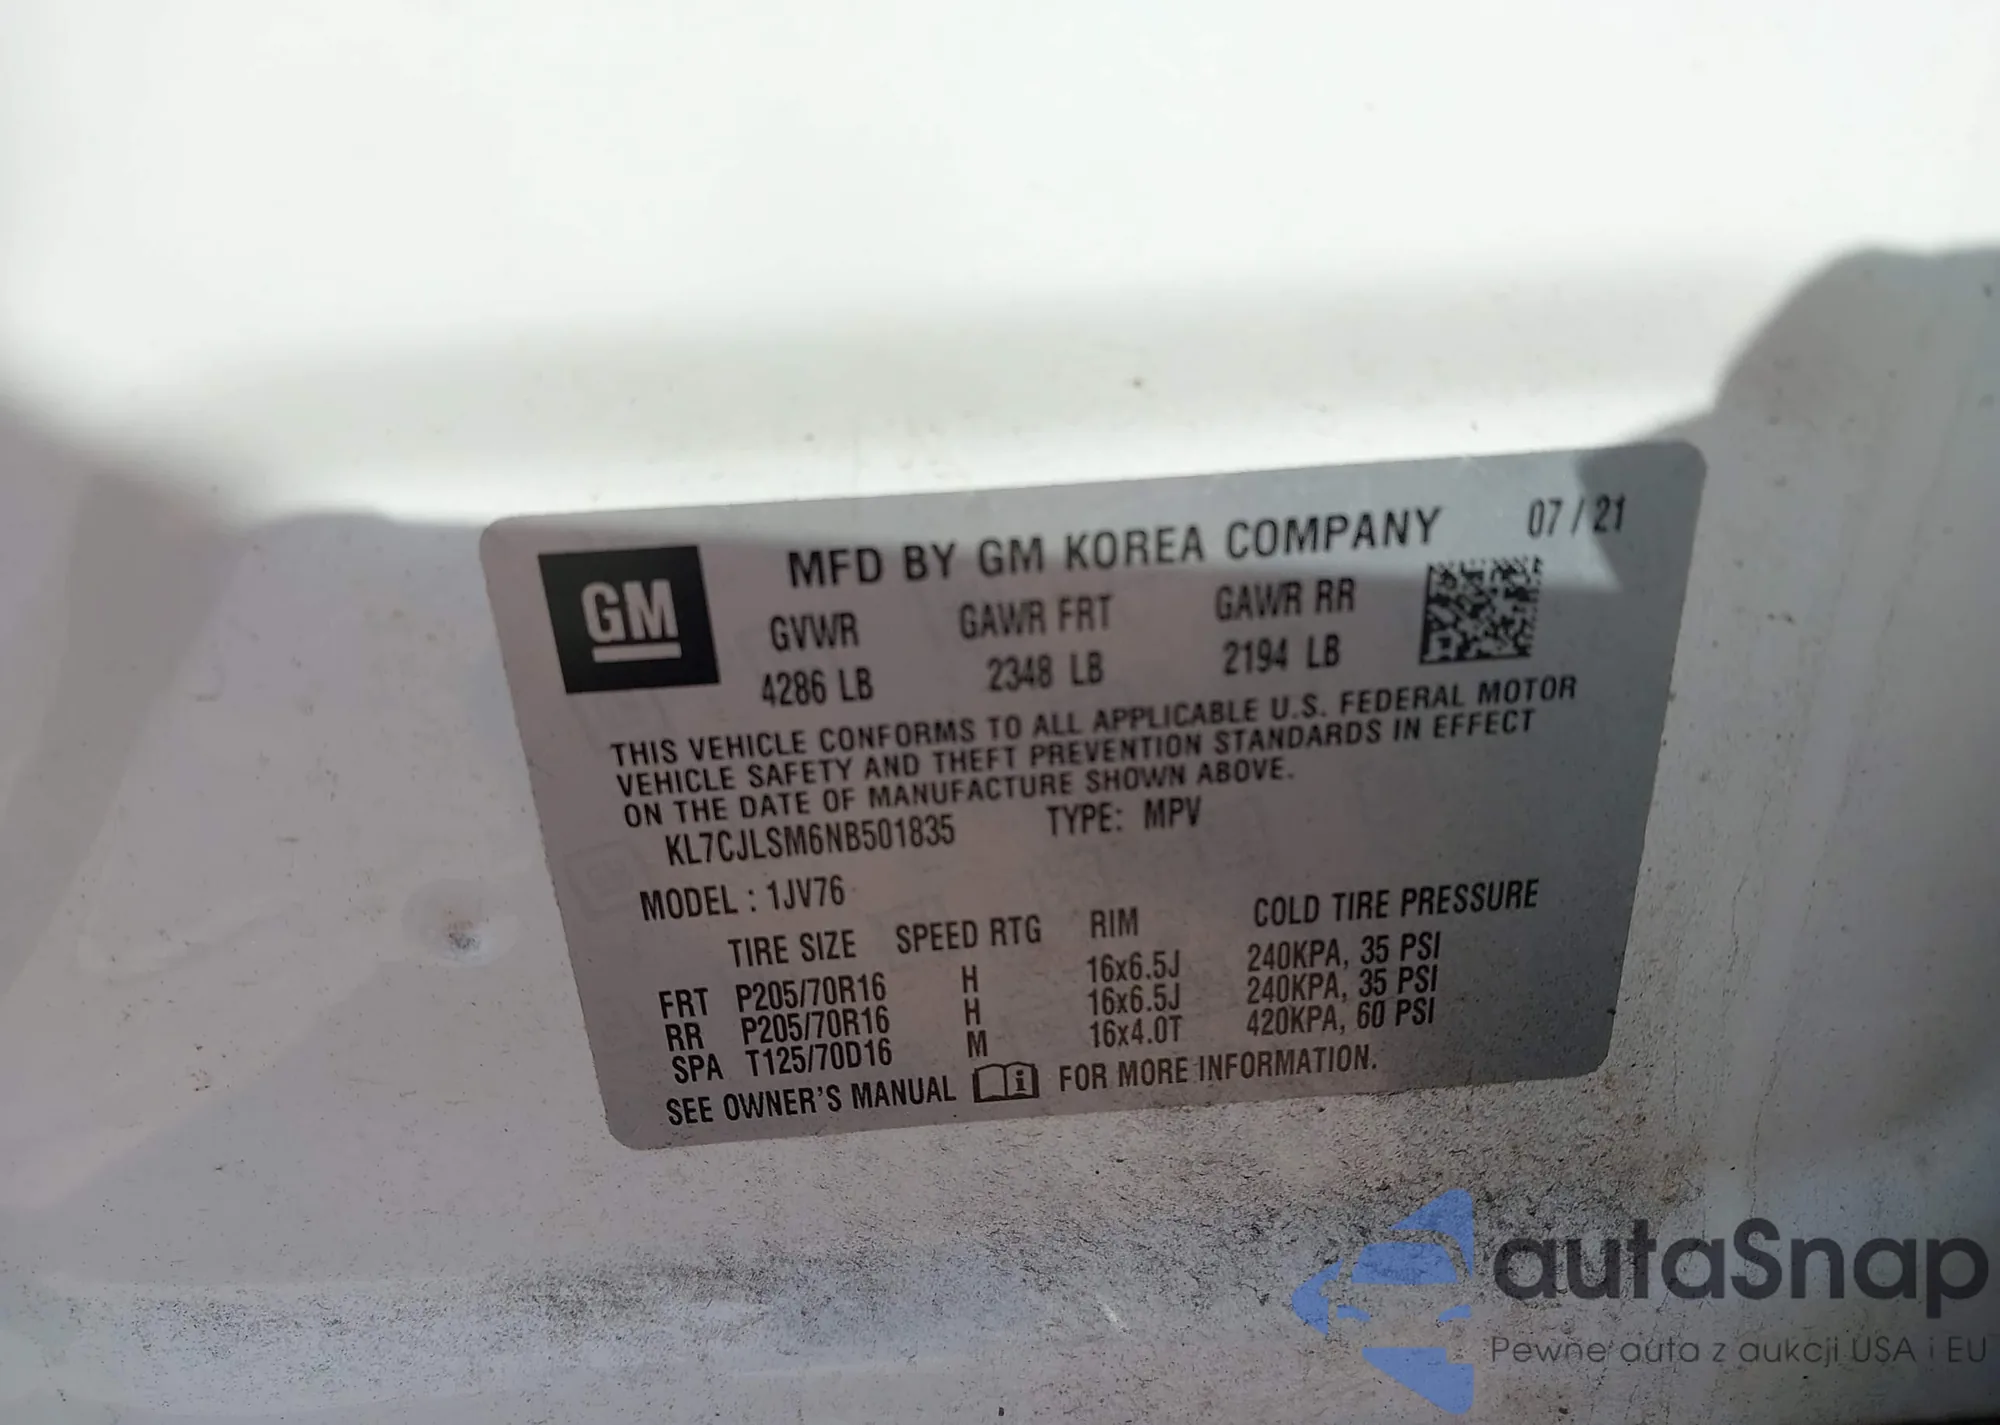 GM
MFD BY GM KOREA COMPANY 07 / 21
GVWR GAWR FRT GAWR RR
4286 LB 2348 LB 2194 LB
THIS VEHICLE CONFORMS TO ALL APPLICABLE U.S. FEDERAL MOTOR
VEHICLE SAFETY AND THEFT PREVENTION STANDARDS IN EFFECT
ON THE DATE OF MANUFACTURE SHOWN ABOVE.
KL7CJLSM6NB501835 TYPE: MPV
MODEL : 1JV76
TIRE SIZE SPEED RTG RIM COLD TIRE PRESSURE
FRT P205/70R16 H 16x6.5J 240KPA, 35 PSI
RR P205/70R16 H 16x6.5J 240KPA, 35 PSI
SPA T125/70D16 M 16x4.0T 420KPA, 60 PSI
SEE OWNER'S MANUAL FOR MORE INFORMATION.
autaSnap
Pewne auta z aukcji USA i EU